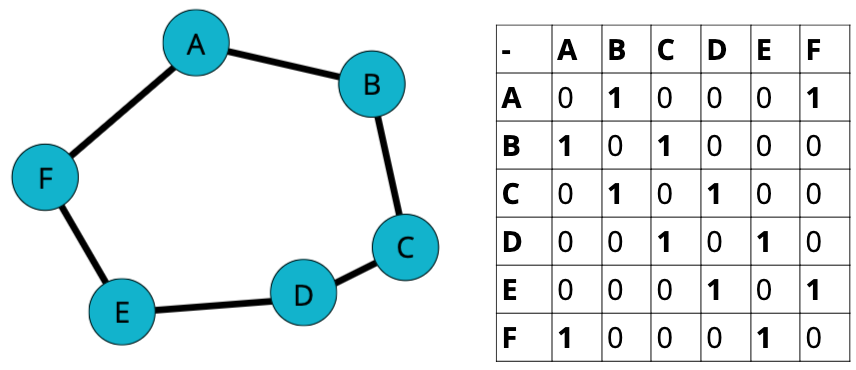 A
B
F
C
D
E
- A B C D E F
A 0 1 0 0 0 1
B 1 0 1 0 0 0
C 0 1 0 1 0 0
D 0 0 1 0 1 0
E 0 0 0 1 0 1
F 1 0 0 0 1 0